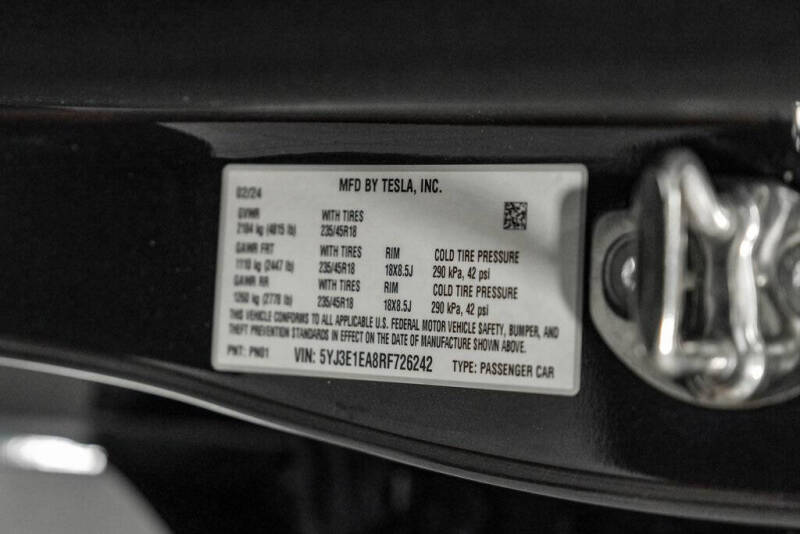 MFD BY TESLA, INC.
02/24
GVWR WITH TIRES
2184 kg (4815 lb) 235/45R18
GAWR FRT WITH TIRES RIM COLD TIRE PRESSURE
1110 kg (2447 lb) 235/45R18 18X8.5J 290 kPa, 42 psi
GAWR RR WITH TIRES RIM COLD TIRE PRESSURE
1260 kg (2778 lb) 235/45R18 18X8.5J 290 kPa, 42 psi
THIS VEHICLE CONFORMS TO ALL APPLICABLE U.S. FEDERAL MOTOR VEHICLE SAFETY, BUMPER, AND
THEFT PREVENTION STANDARDS IN EFFECT ON THE DATE OF MANUFACTURE SHOWN ABOVE.
PNT: PN01 VIN: 5YJ3E1EA8RF726242 TYPE: PASSENGER CAR